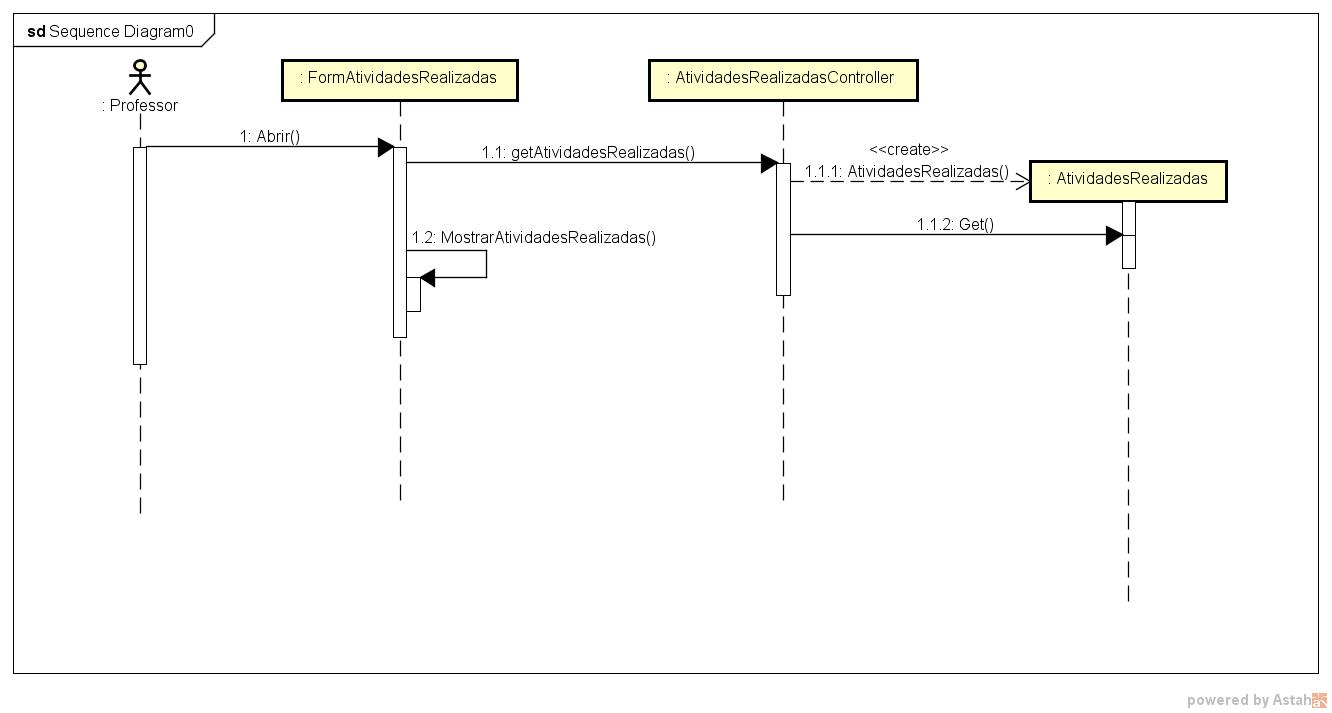 sd Sequence Diagram0
: Professor
: FormAtividadesRealizadas
: AtividadesRealizadasController
1: Abrir()
1.1: getAtividadesRealizadas()
<<create>>
1.1.1: AtividadesRealizadas()
: AtividadesRealizadas
1.1.2: Get()
1.2: MostrarAtividadesRealizadas()
powered by Astah